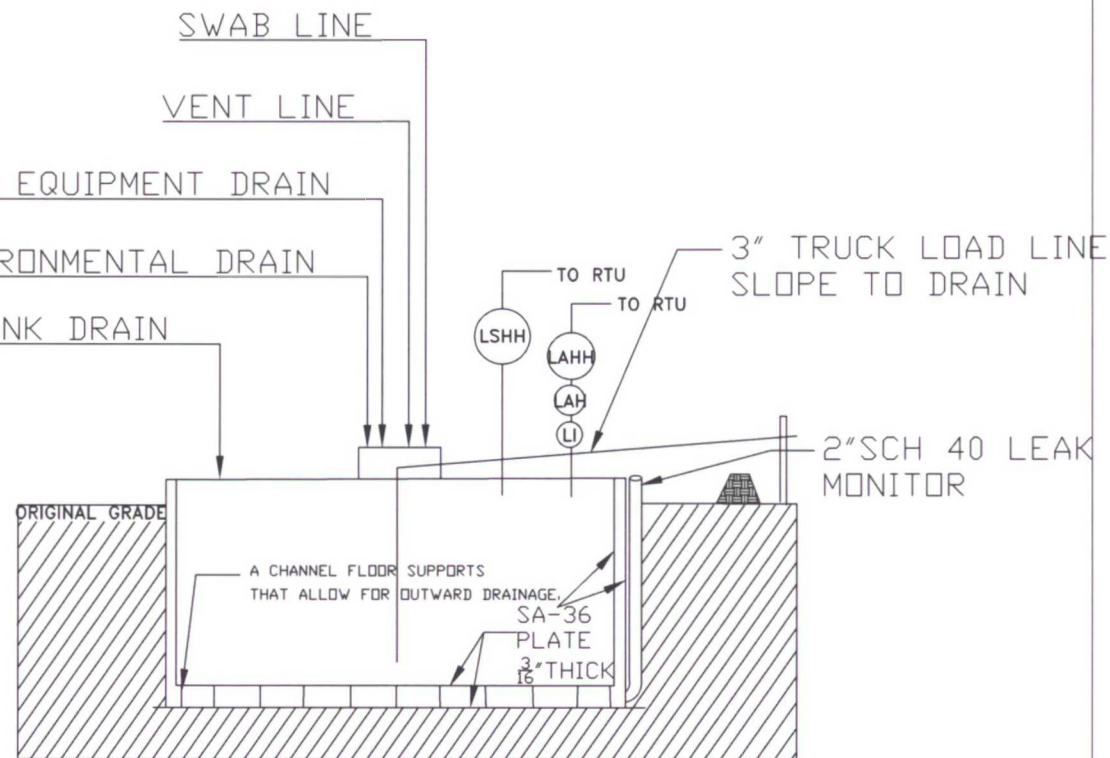 SWAB LINE
VENT LINE
EQUIPMENT DRAIN
RONMENTAL DRAIN
NK DRAIN
TO RTU
TO RTU
3" TRUCK LOAD LINE
SLOPE TO DRAIN
LSHH
LAHH
LAH
LI
2"SCH 40 LEAK
MONITOR
ORIGINAL GRADE
A CHANNEL FLOOR SUPPORTS
THAT ALLOW FOR OUTWARD DRAINAGE.
SA-36
PLATE
3/16"THICK